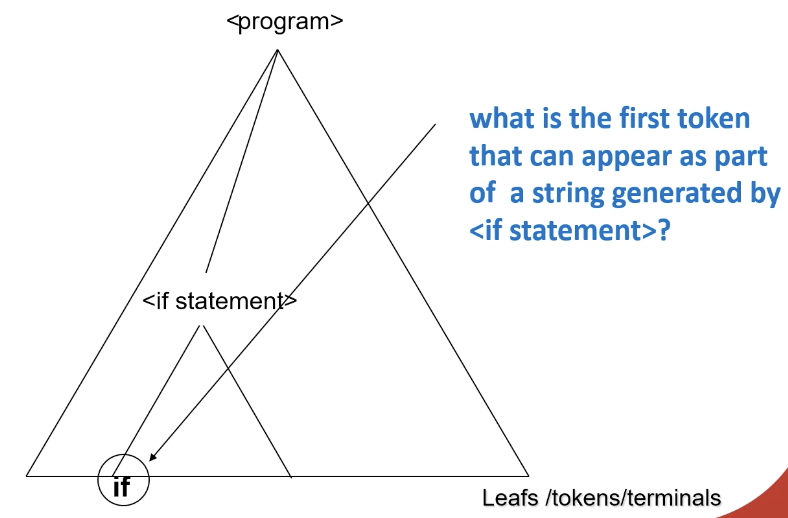 <program>
what is the first token
that can appear as part
of a string generated by
<if statement>?
<if statement>
if
Leafs /tokens/terminals